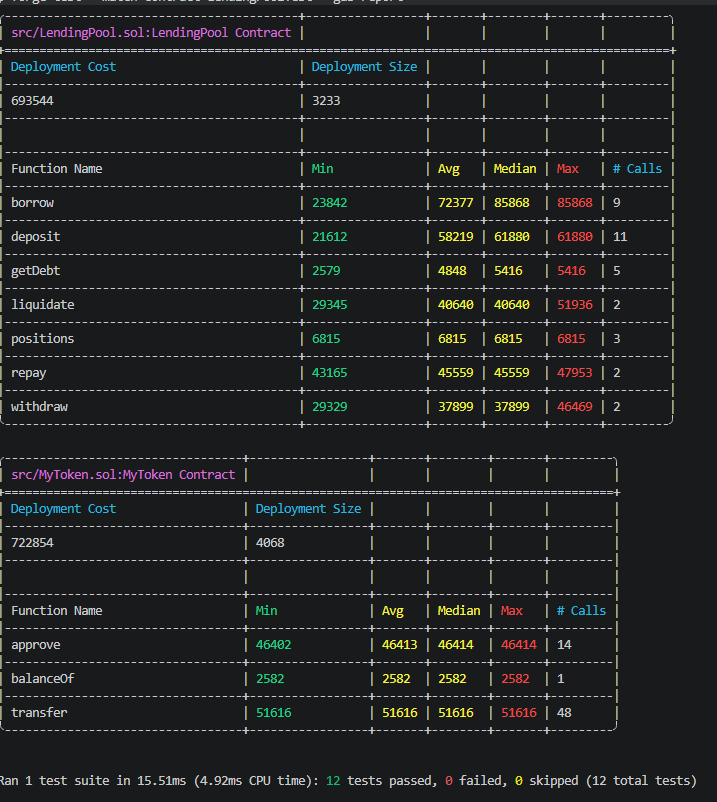 src/LendingPool.sol:LendingPool Contract
Deployment Cost | Deployment Size
693544 | 3233
Function Name | Min | Avg | Median | Max | # Calls
borrow | 23842 | 72377 | 85868 | 85868 | 9
deposit | 21612 | 58219 | 61880 | 61880 | 11
getDebt | 2579 | 4848 | 5416 | 5416 | 5
liquidate | 29345 | 40640 | 40640 | 51936 | 2
positions | 6815 | 6815 | 6815 | 6815 | 3
repay | 43165 | 45559 | 45559 | 47953 | 2
withdraw | 29329 | 37899 | 37899 | 46469 | 2
src/MyToken.sol:MyToken Contract
Deployment Cost | Deployment Size
722854 | 4068
Function Name | Min | Avg | Median | Max | # Calls
approve | 46402 | 46413 | 46414 | 46414 | 14
balanceOf | 2582 | 2582 | 2582 | 2582 | 1
transfer | 51616 | 51616 | 51616 | 51616 | 48
Ran 1 test suite in 15.51ms (4.92ms CPU time): 12 tests passed, 0 failed, 0 skipped (12 total tests)